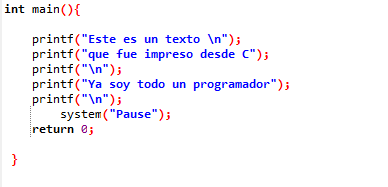 int main(){
printf("Este es un texto \n");
printf("que fue impreso desde C");
printf("\n");
printf("Ya soy todo un programador");
printf("\n");
system("Pause");
return 0;
}